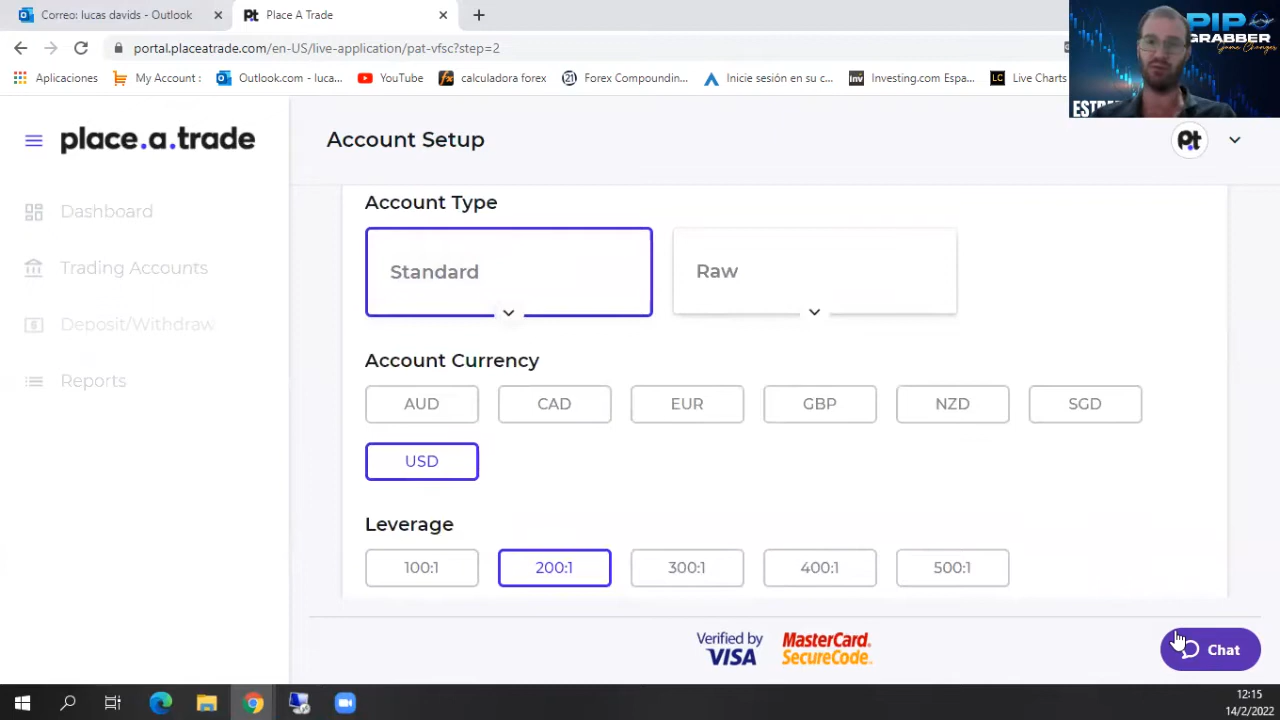 Correo: lucas davids - Outlook
Place A Trade
portal.placeatrade.com/en-US/live-application/pat-vfsc?step=2
Aplicaciones
My Account :
Outlook.com - luca...
YouTube
calculadora forex
Forex Compoundin...
Inicie sesión en su c...
Investing.com Espa...
Live Charts
PIP
GRABBER
Game Changer
place.a.trade
Account Setup
pt
Dashboard
Trading Accounts
Deposit/Withdraw
Reports
Account Type
Standard
Raw
Account Currency
AUD
CAD
EUR
GBP
NZD
SGD
USD
Leverage
100:1
200:1
300:1
400:1
500:1
Verified by
VISA
MasterCard.
SecureCode.
Chat
12:15
14/2/2022